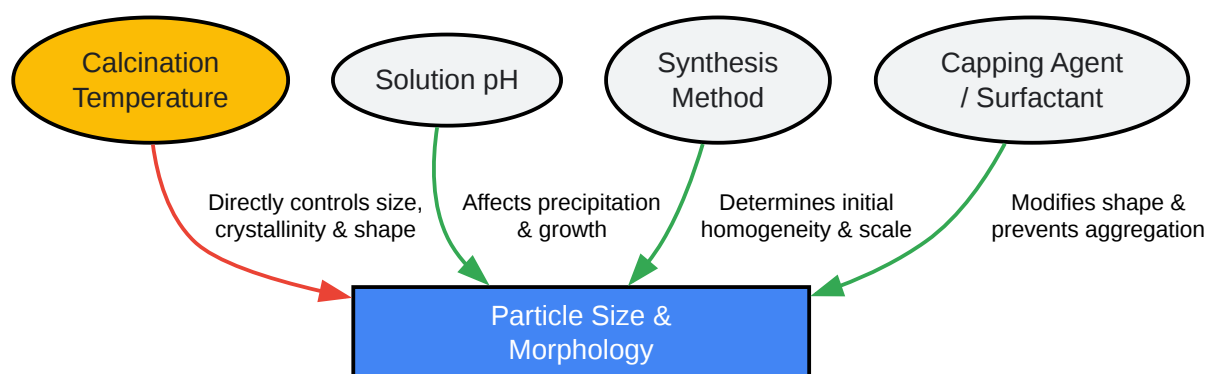 Calcination
Temperature
Solution pH
Synthesis
Method
Capping Agent
/ Surfactant
Directly controls size,
crystallinity & shape
Affects precipitation
& growth
Determines initial
homogeneity & scale
Modifies shape &
prevents aggregation
Particle Size &
Morphology